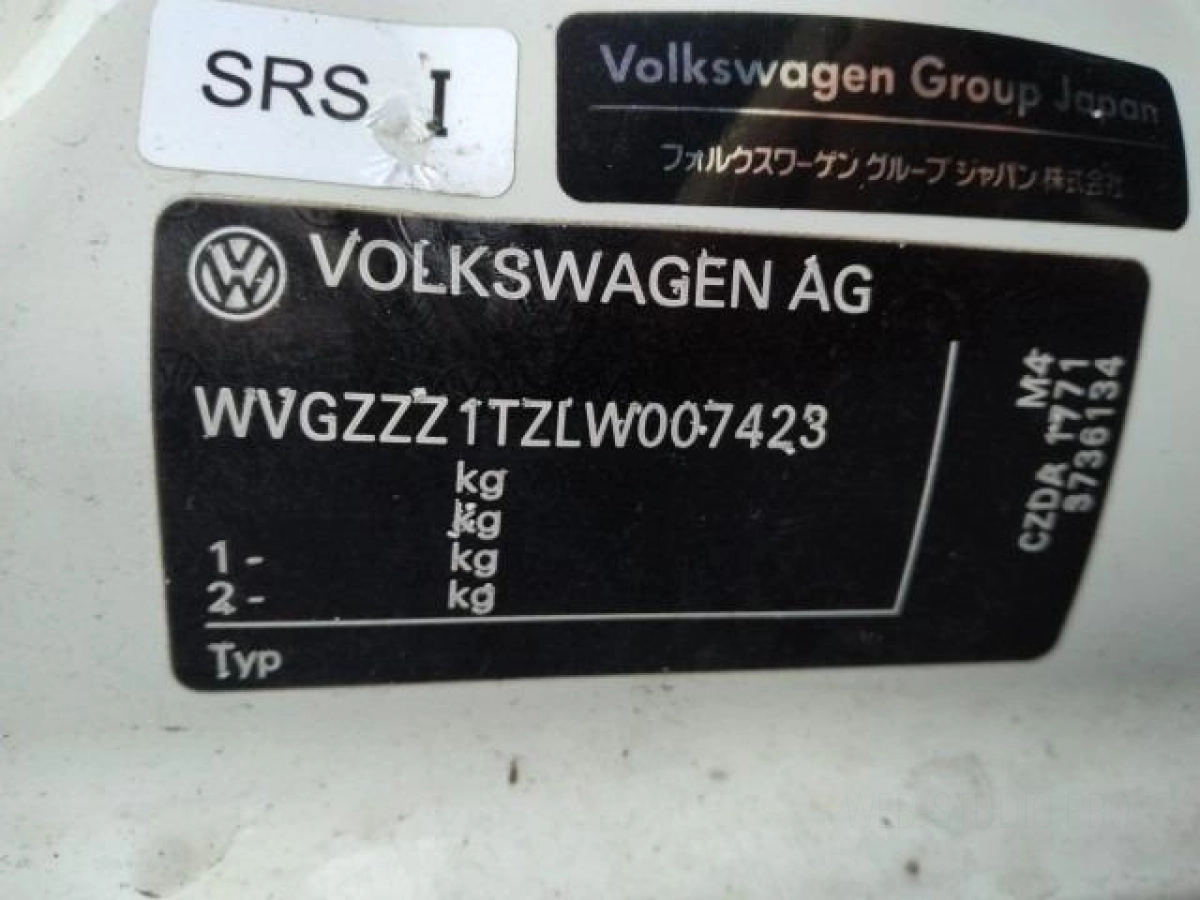 SRS I
Volkswagen Group Japan
フォルクスワーゲン グループ ジャパン 株式会社
VOLKSWAGEN AG
WVGZZZ1TZLW007423
kg
kg
1 - kg
2 - kg
Typ
M4
CZDA 1771
3736134